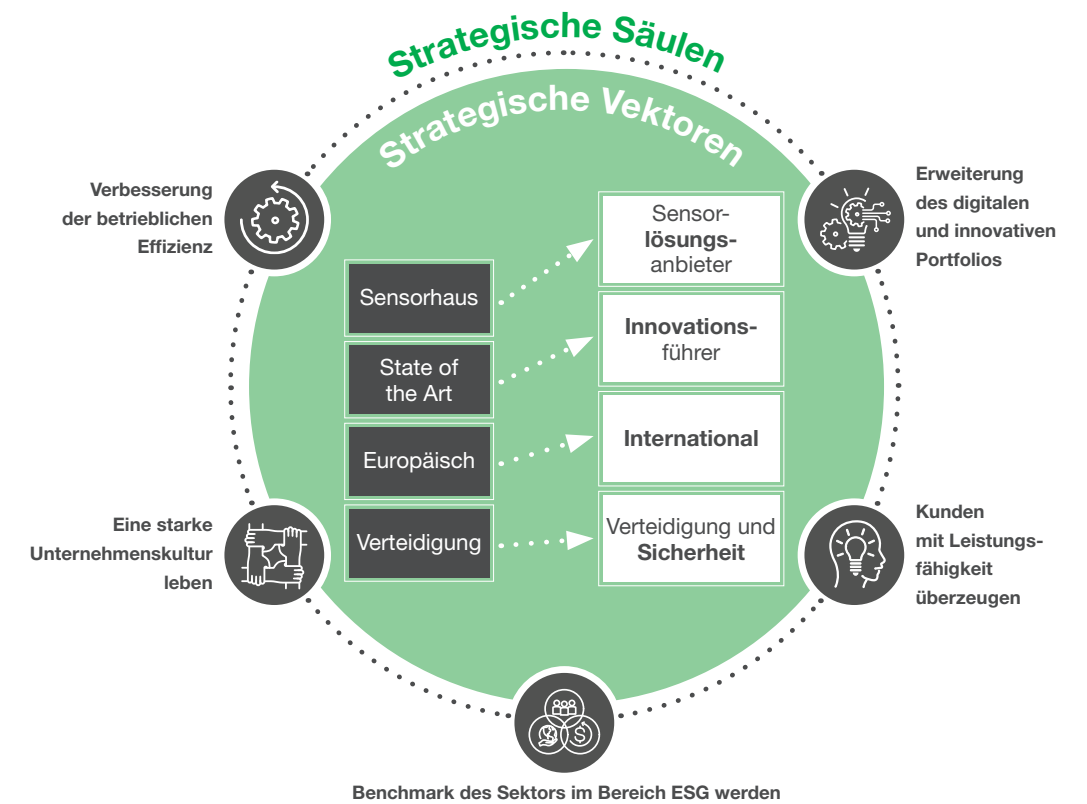 Strategische Säulen
Strategische Vektoren
Verbesserung
der betrieblichen
Effizienz
Erweiterung
des digitalen
und innovativen
Portfolios
Sensorhaus
State of
the Art
Europäisch
Verteidigung
Sensor-
lösungs-
anbieter
Innovations-
führer
International
Verteidigung und
Sicherheit
Eine starke
Unternehmenskultur
leben
Kunden
mit Leistungs-
fähigkeit
überzeugen
$
Benchmark des Sektors im Bereich ESG werden